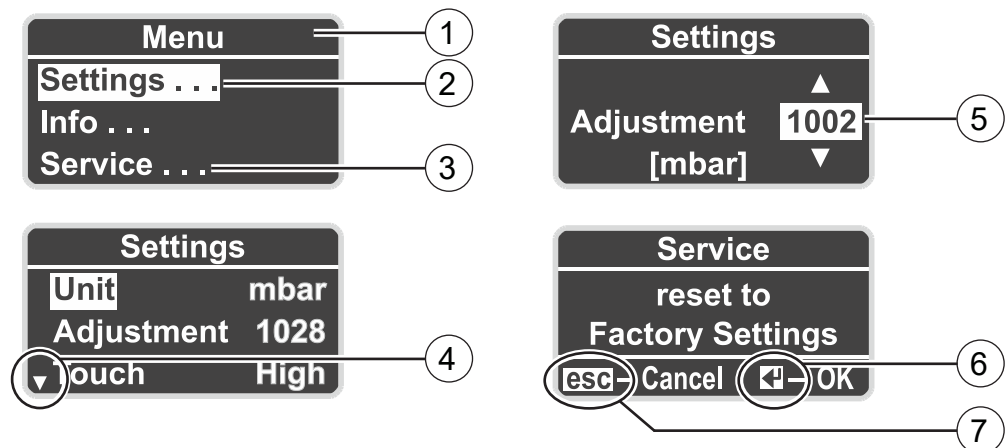 Menu
Settings . . .
Info . . .
Service . . .
1
2
3
Settings
Adjustment 1002
[mbar]
5
Settings
Unit mbar
Adjustment 1028
Touch High
4
Service
reset to
Factory Settings
esc – Cancel – OK
6
7